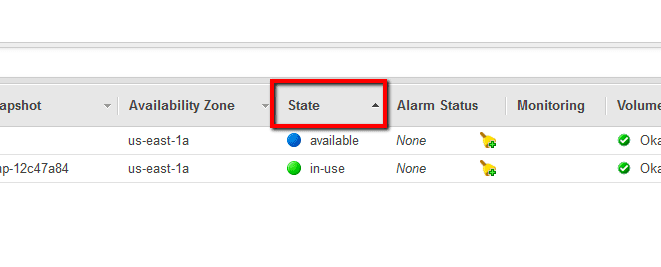 apshot Availability Zone State Alarm Status Monitoring Volume
us-east-1a available None Oka
ap-12c47a84 us-east-1a in-use None Oka